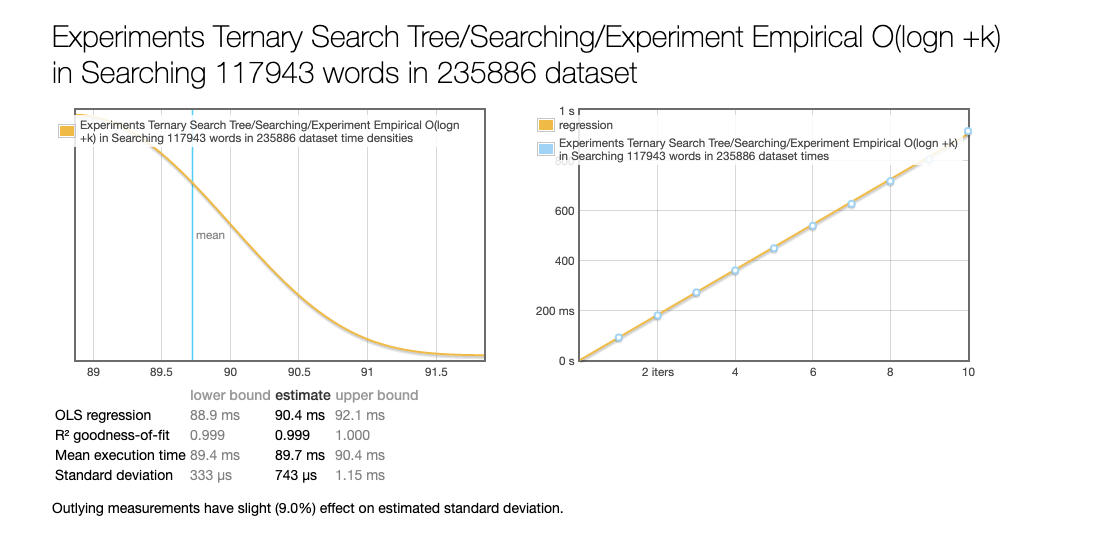 Experiments Ternary Search Tree/Searching/Experiment Empirical O(logn +k)
in Searching 117943 words in 235886 dataset
Experiments Ternary Search Tree/Searching/Experiment Empirical O(logn
+k) in Searching 117943 words in 235886 dataset time densities
mean
89 89.5 90 90.5 91 91.5
1 s
regression
Experiments Ternary Search Tree/Searching/Experiment Empirical O(logn +k)
in Searching 117943 words in 235886 dataset times
800
600
400
200 ms
0 s
2 iters 4 6 8 10
lower bound estimate upper bound
OLS regression 88.9 ms 90.4 ms 92.1 ms
R² goodness-of-fit 0.999 0.999 1.000
Mean execution time 89.4 ms 89.7 ms 90.4 ms
Standard deviation 333 µs 743 µs 1.15 ms
Outlying measurements have slight (9.0%) effect on estimated standard deviation.